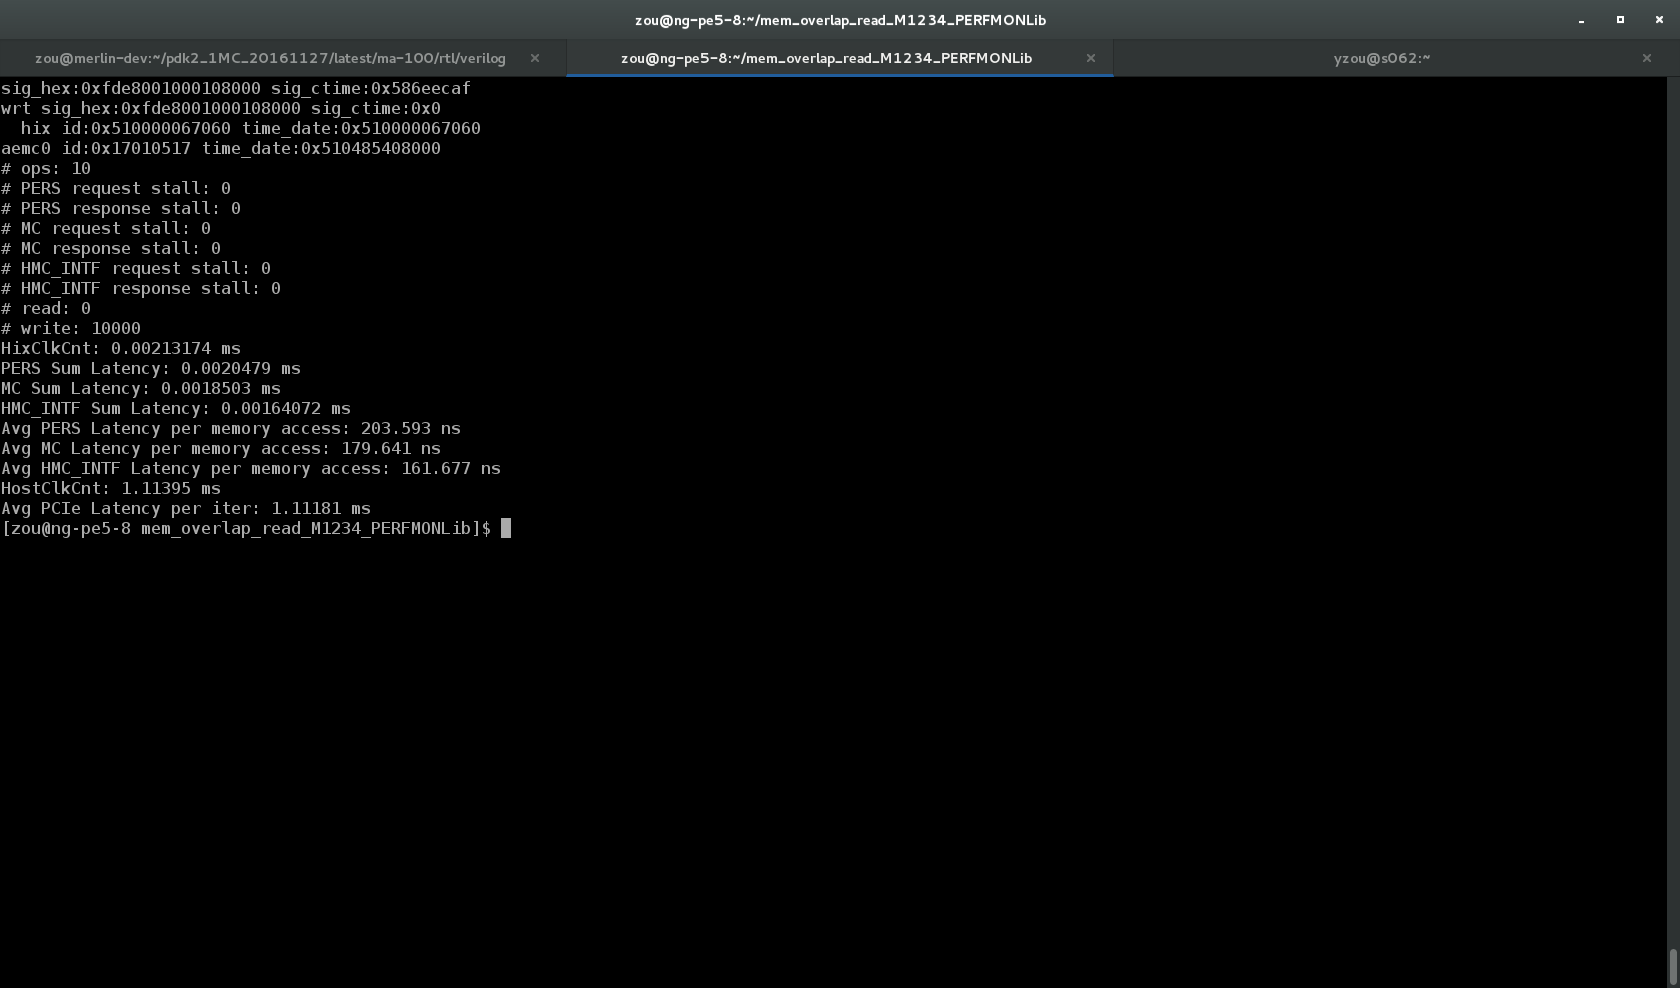 zou@ng-pe5-8:~/mem_overlap_read_M1234_PERFMONLib
zou@merlin-dev:~/pdk2_1MC_20161127/latest/ma-100/rtl/verilog
zou@ng-pe5-8:~/mem_overlap_read_M1234_PERFMONLib
yzou@s062:~
sig_hex:0xfde8001000108000 sig_ctime:0x586eecaf
wrt sig_hex:0xfde8001000108000 sig_ctime:0x0
  hix id:0x510000067060 time_date:0x510000067060
aemc0 id:0x17010517 time_date:0x510485408000
# ops: 10
# PERS request stall: 0
# PERS response stall: 0
# MC request stall: 0
# MC response stall: 0
# HMC_INTF request stall: 0
# HMC_INTF response stall: 0
# read: 0
# write: 10000
HixClkCnt: 0.00213174 ms
PERS Sum Latency: 0.0020479 ms
MC Sum Latency: 0.0018503 ms
HMC_INTF Sum Latency: 0.00164072 ms
Avg PERS Latency per memory access: 203.593 ns
Avg MC Latency per memory access: 179.641 ns
Avg HMC_INTF Latency per memory access: 161.677 ns
HostClkCnt: 1.11395 ms
Avg PCIe Latency per iter: 1.11181 ms
[zou@ng-pe5-8 mem_overlap_read_M1234_PERFMONLib]$